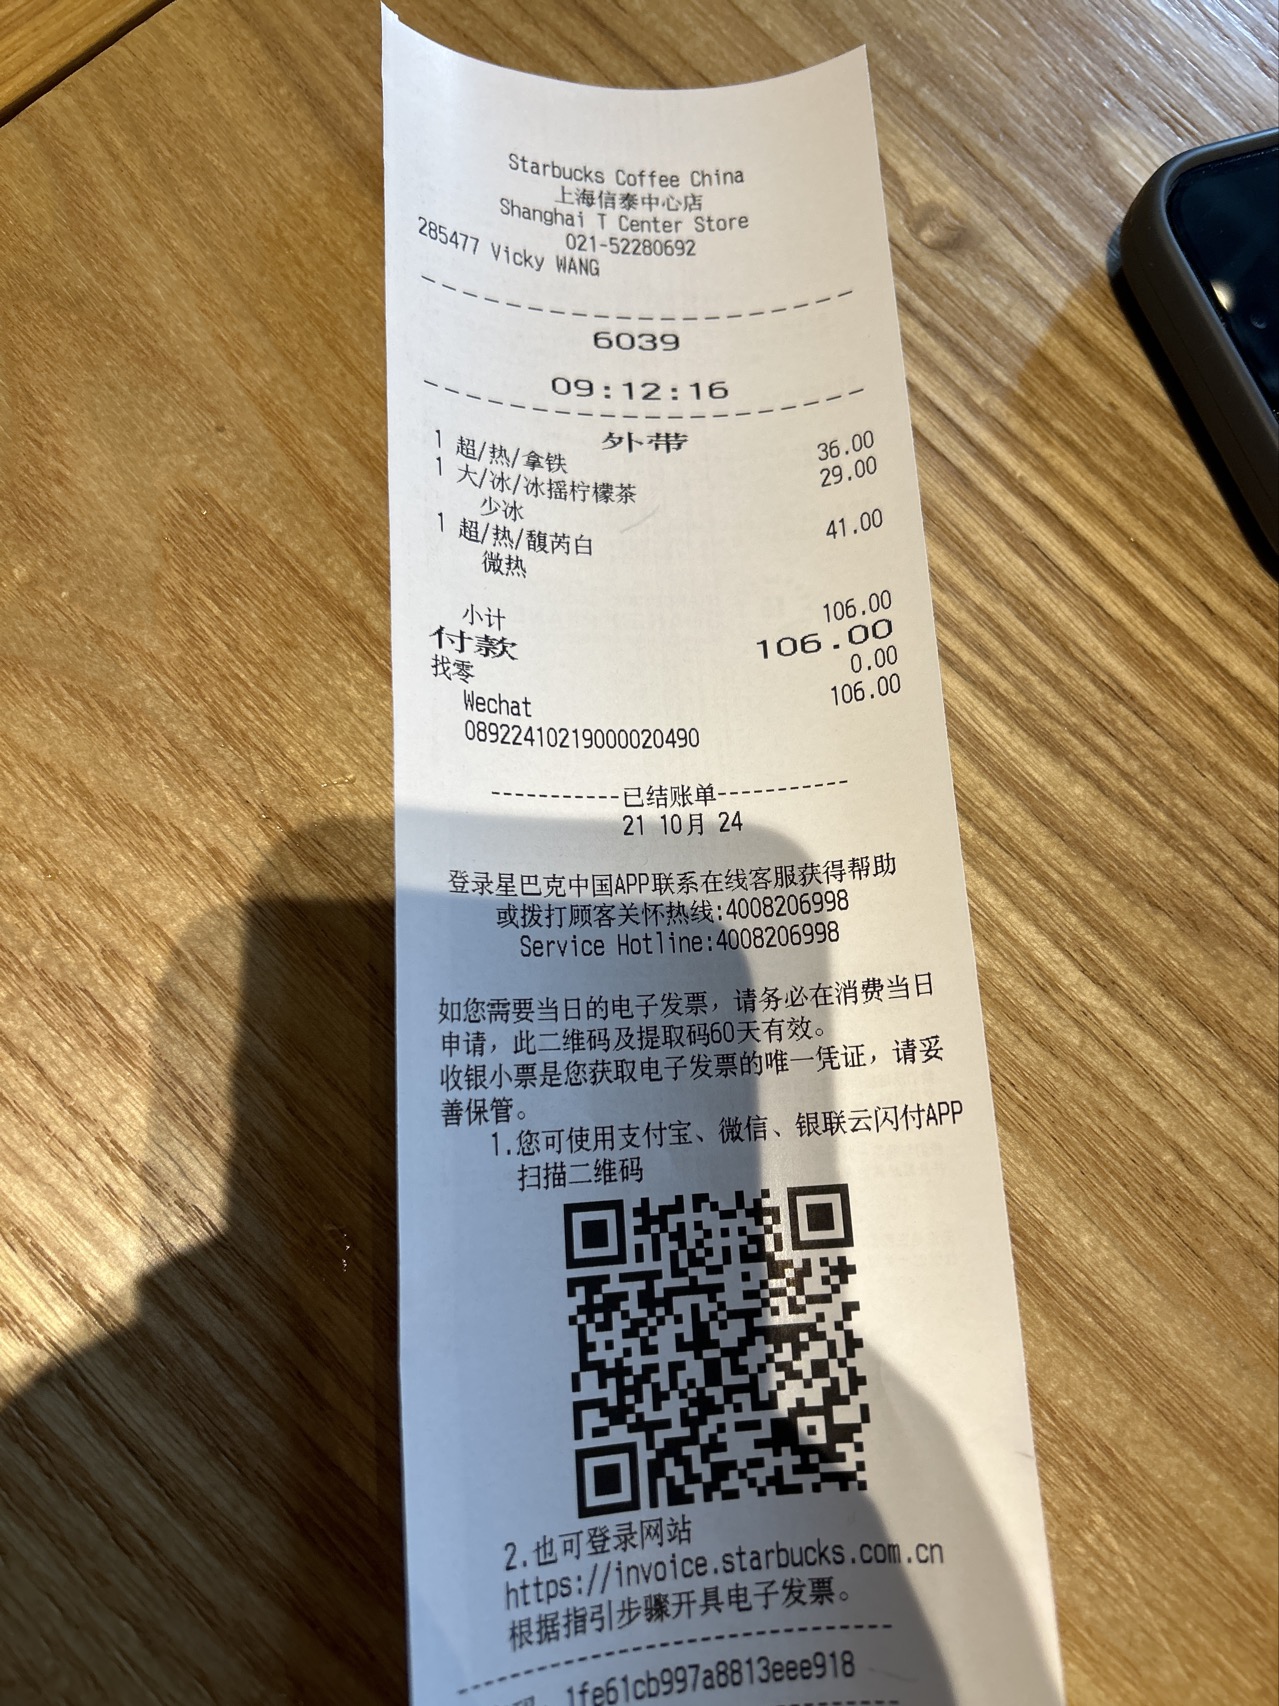 Starbucks Coffee China
上海信泰中心店
Shanghai T Center Store
021-52280692
285477 Vicky WANG
6039
09:12:16
外带
1 超/热/拿铁 36.00
1 大/冰/冰摇柠檬茶 29.00
少冰
1 超/热/馥芮白 41.00
微热
小计 106.00
付款 106.00
找零 0.00
Wechat 106.00
08922410219000020490
-----------已结账单-----------
21 10月 24
登录星巴克中国APP联系在线客服获得帮助
或拨打顾客关怀热线:4008206998
Service Hotline:4008206998
如您需要当日的电子发票，请务必在消费当日
申请，此二维码及提取码60天有效。
收银小票是您获取电子发票的唯一凭证，请妥
善保管。
1.您可使用支付宝、微信、银联云闪付APP
扫描二维码
2.也可登录网站
https://invoice.starbucks.com.cn
根据指引步骤开具电子发票。
1fe61cb997a8813eee918